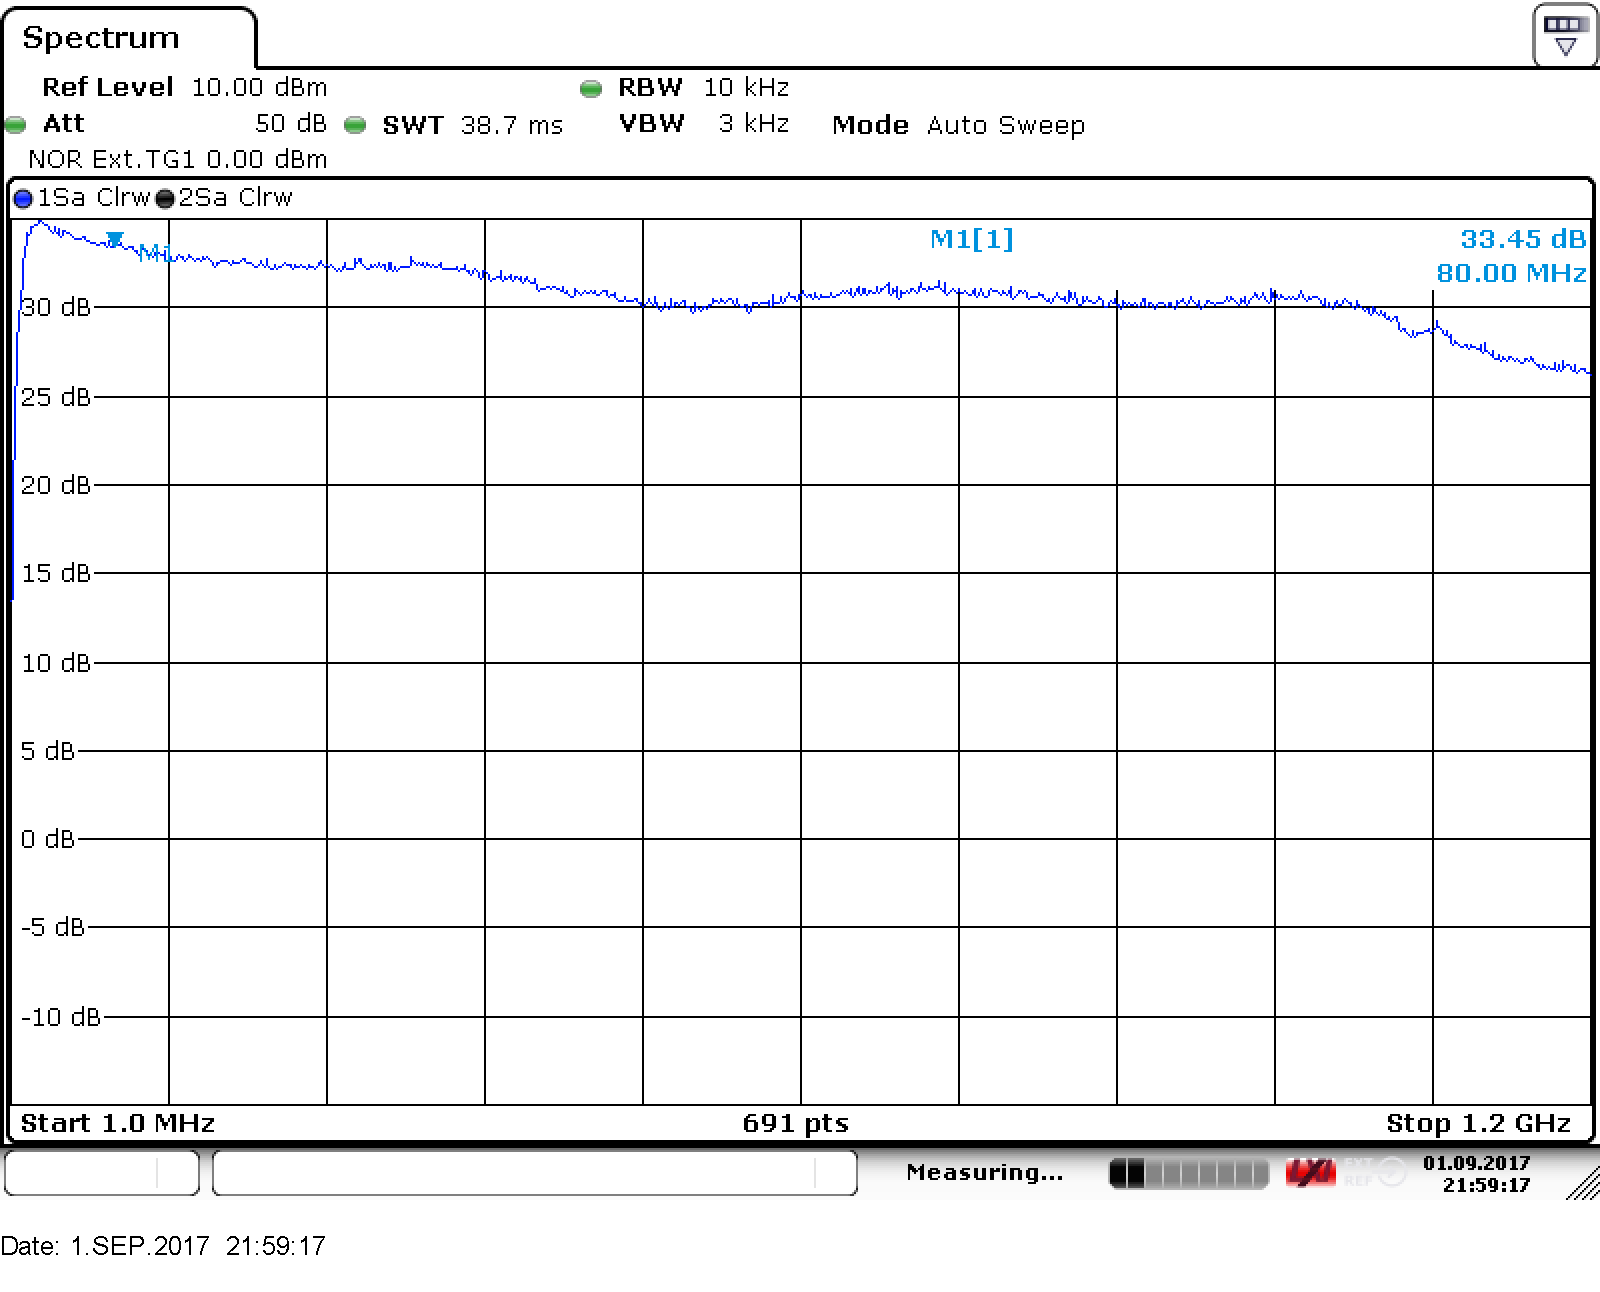 Spectrum
Ref Level 10.00 dBm RBW 10 kHz
Att 50 dB SWT 38.7 ms VBW 3 kHz Mode Auto Sweep
NOR Ext.TG1 0.00 dBm
1Sa Clrw 2Sa Clrw
M1 M1[1] 33.45 dB
80.00 MHz
30 dB
25 dB
20 dB
15 dB
10 dB
5 dB
0 dB
-5 dB
-10 dB
Start 1.0 MHz 691 pts Stop 1.2 GHz
Measuring... LXI EXT REF 01.09.2017
21:59:17
Date: 1.SEP.2017 21:59:17